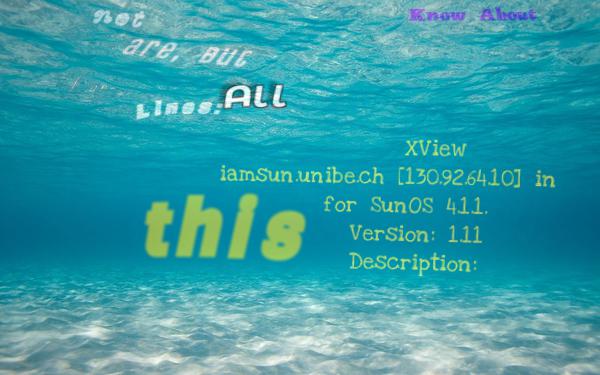 not
are, but
Lines.
ALL
Know About
this
XView
iamsun.unibe.ch [130.92.64.10] in
for SunOS 4.1.1.
Version: 1.11
Description: